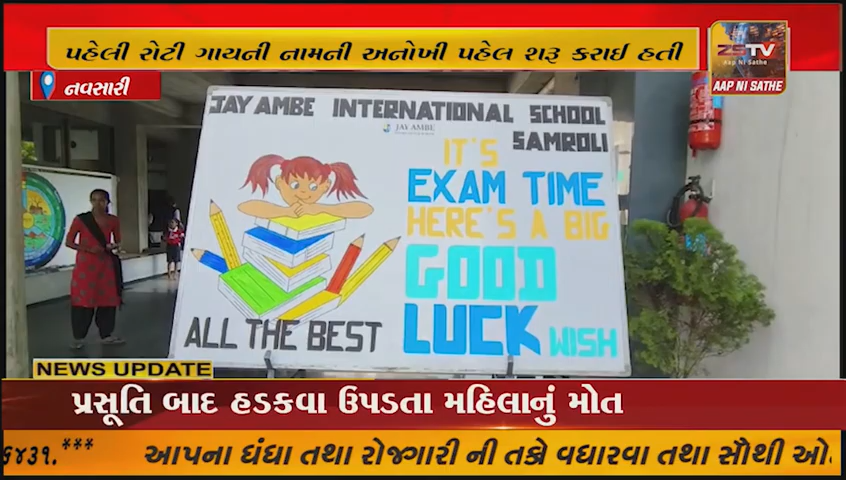 પહેલી રોટી ગાયની નામની અનોખી પહેલ શરૂ કરાઈ હતી
ZSTV
Aap Ni Sathe
AAP NI SATHE
નવસારી
JAY AMBE INTERNATIONAL SCHOOL
SAMROLI
JAY AMBE
IT'S
EXAM TIME
HERE'S A BIG
GOOD
LUCK WISH
ALL THE BEST
NEWS UPDATE
પ્રસૂતિ બાદ હડકવા ઉપડતા મહિલાનું મોત
૬૪૩૧.*** આપના ધંધા તથા રોજગારી ની તકો વધારવા તથા સૌથી ઓ